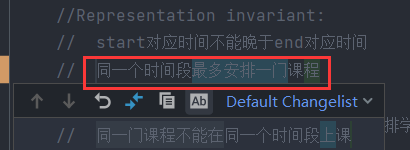 //Representation invariant:
//  start对应时间不能晚于end对应时间
//  同一个时间段最多安排一门课程
Ab
Default Changelist
排学
//  同一门课程不能在同一个时间段上课